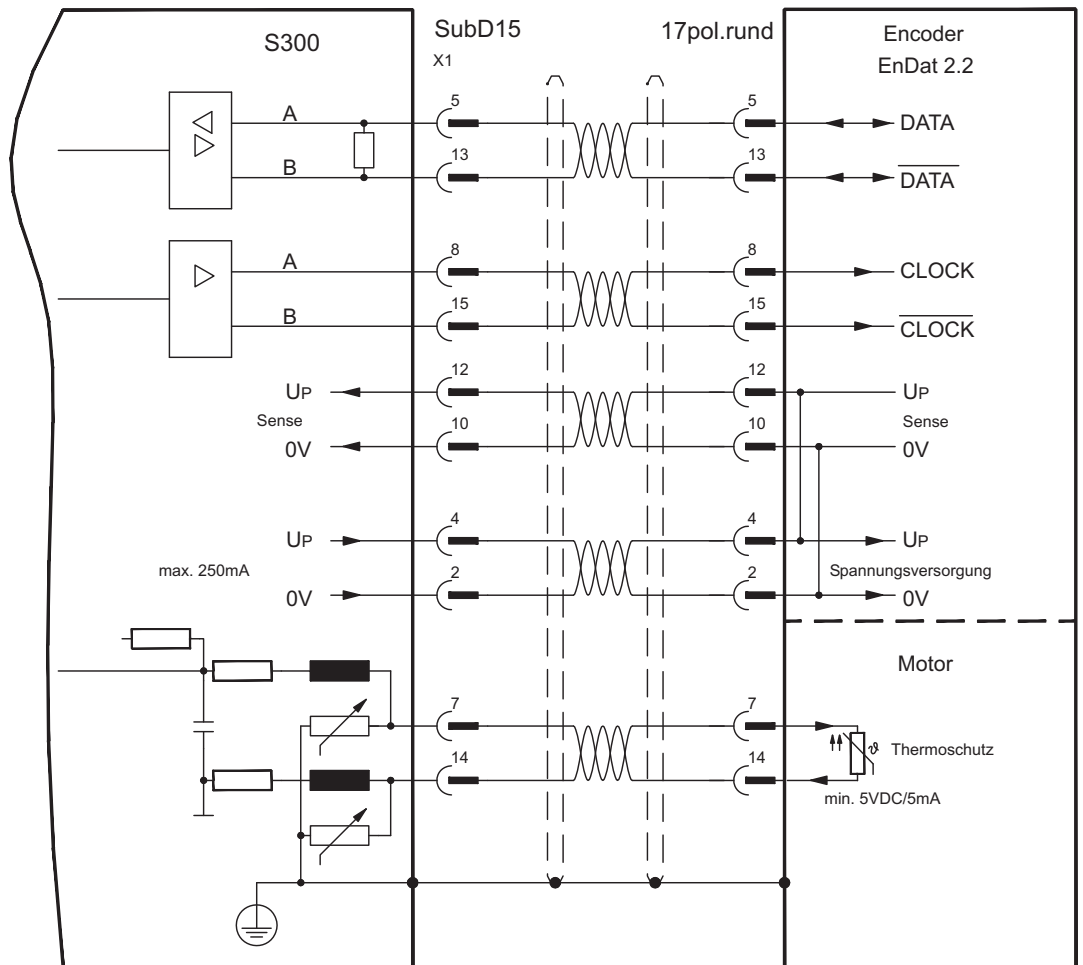 S300
SubD15
X1
17pol.rund
Encoder
EnDat 2.2
A
5
5
DATA
B
13
13
DATA
A
8
8
CLOCK
B
15
15
CLOCK
UP
12
12
UP
Sense
Sense
0V
10
10
0V
UP
4
4
UP
max. 250mA
Spannungsversorgung
0V
2
2
0V
Motor
7
7
ϑ Thermoschutz
14
14
min. 5VDC/5mA